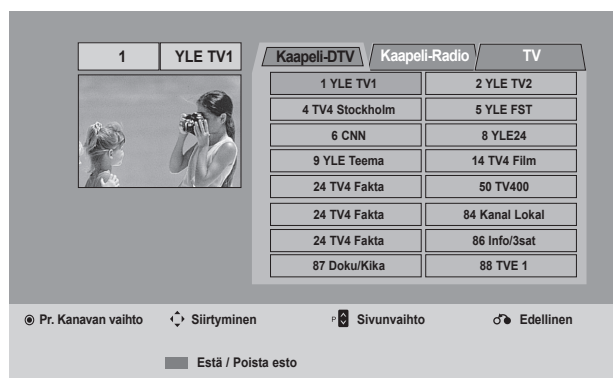 1 YLE TV1
Kaapeli-DTV Kaapeli-Radio TV
1 YLE TV1 2 YLE TV2
4 TV4 Stockholm 5 YLE FST
6 CNN 8 YLE24
9 YLE Teema 14 TV4 Film
24 TV4 Fakta 50 TV400
24 TV4 Fakta 84 Kanal Lokal
24 TV4 Fakta 86 Info/3sat
87 Doku/Kika 88 TVE 1
Pr. Kanavan vaihto Siirtyminen P Sivunvaihto Edellinen
Estä / Poista esto